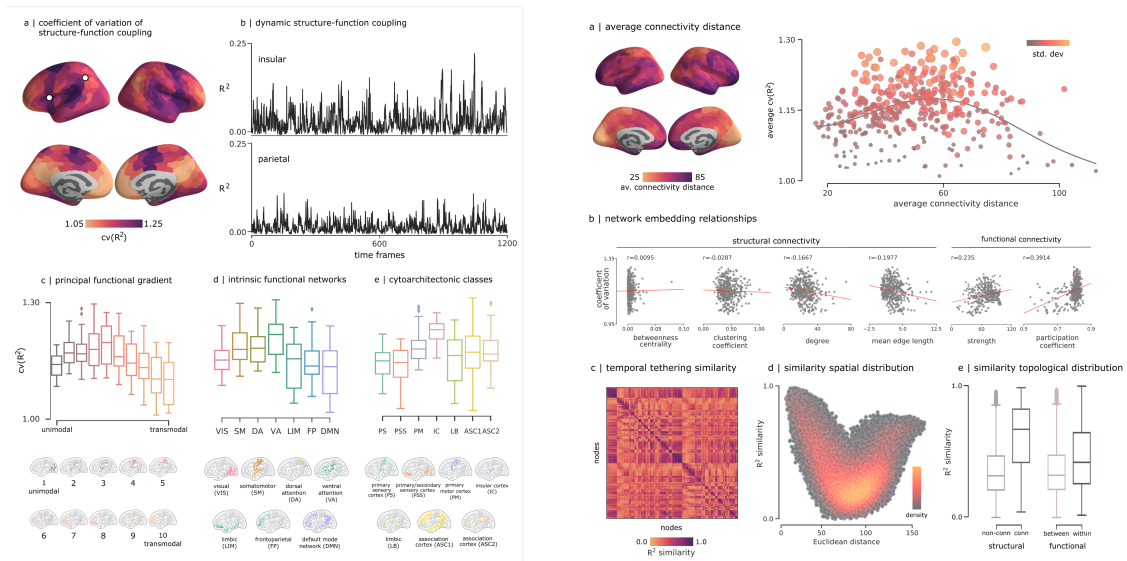 a | coefficient of variation of
structure-function coupling
1.05
1.25
cv(R²)
b | dynamic structure-function coupling
0.25
insular
R²
0.00
0.25
parietal
R²
0.00
0
600
1200
time frames
c | principal functional gradient
1.30
cv(R²)
1.00
unimodal
transmodal
1
2
3
4
5
unimodal
6
7
8
9
10
transmodal
d | intrinsic functional networks
VIS SM DA VA LIM FP DMN
visual
(VIS)
somatomotor
(SM)
dorsal
attention
(DA)
ventral
attention
(VA)
limbic
(LIM)
frontoparietal
(FP)
default mode
network (DMN)
e | cytoarchitectonic classes
PS PSS PM IC LB ASC1 ASC2
primary
sensory
cortex (PS)
primary/secondary
sensory cortex (PSS)
primary
motor cortex
(PM)
insular cortex
(IC)
limbic
(LB)
association
cortex (ASC1)
association
cortex (ASC2)
a | average connectivity distance
25
85
av. connectivity distance
1.30
average cv(R²)
1.15
1.00
20
60
100
average connectivity distance
std. dev
b | network embedding relationships
structural connectivity
functional connectivity
coefficient
of variation
1.35
0.95
r=0.0095
0.00
0.10
betweenness
centrality
r=-0.0287
0.00
0.50
1.00
clustering
coefficient
r=-0.1667
0
40
80
degree
r=-0.1977
−2.5
5.0
12.5
mean edge length
r=0.235
0
60
120
strength
r=0.3914
0.5
0.7
0.9
participation
coefficient
c | temporal tethering similarity
nodes
nodes
0.0
1.0
R² similarity
d | similarity spatial distribution
1.0
R² similarity
0.0
0
50
100
150
Euclidean distance
density
e | similarity topological distribution
1.0
R² similarity
0.0
non-conn conn
between within
structural
functional